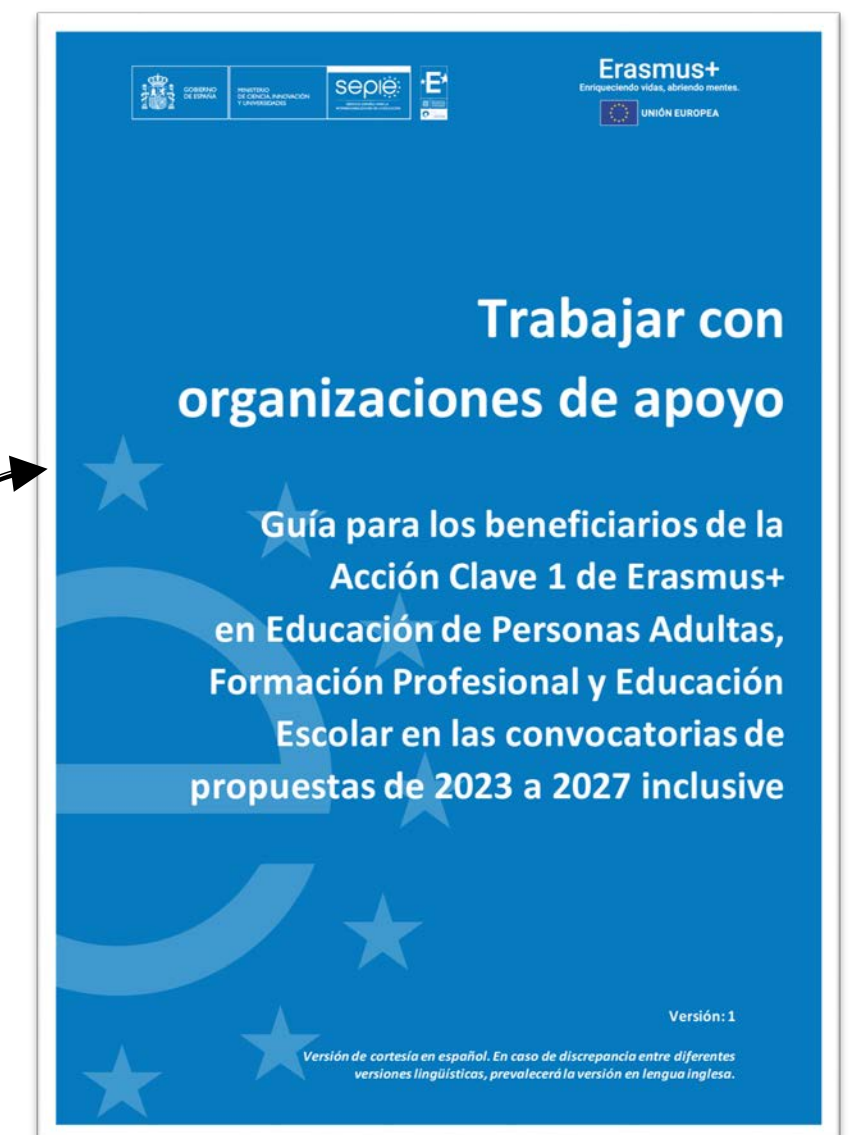 GOBIERNO
DE ESPAÑA
MINISTERIO
DE CIENCIA, INNOVACIÓN
Y UNIVERSIDADES
sepie
Erasmus+
Enriqueciendo vidas, abriendo mentes.
UNIÓN EUROPEA
Trabajar con
organizaciones de apoyo
Guía para los beneficiarios de la
Acción Clave 1 de Erasmus+
en Educación de Personas Adultas,
Formación Profesional y Educación
Escolar en las convocatorias de
propuestas de 2023 a 2027 inclusive
Versión: 1
Versión de cortesía en español. En caso de discrepancia entre diferentes
versiones lingüísticas, prevalecerá la versión en lengua inglesa.